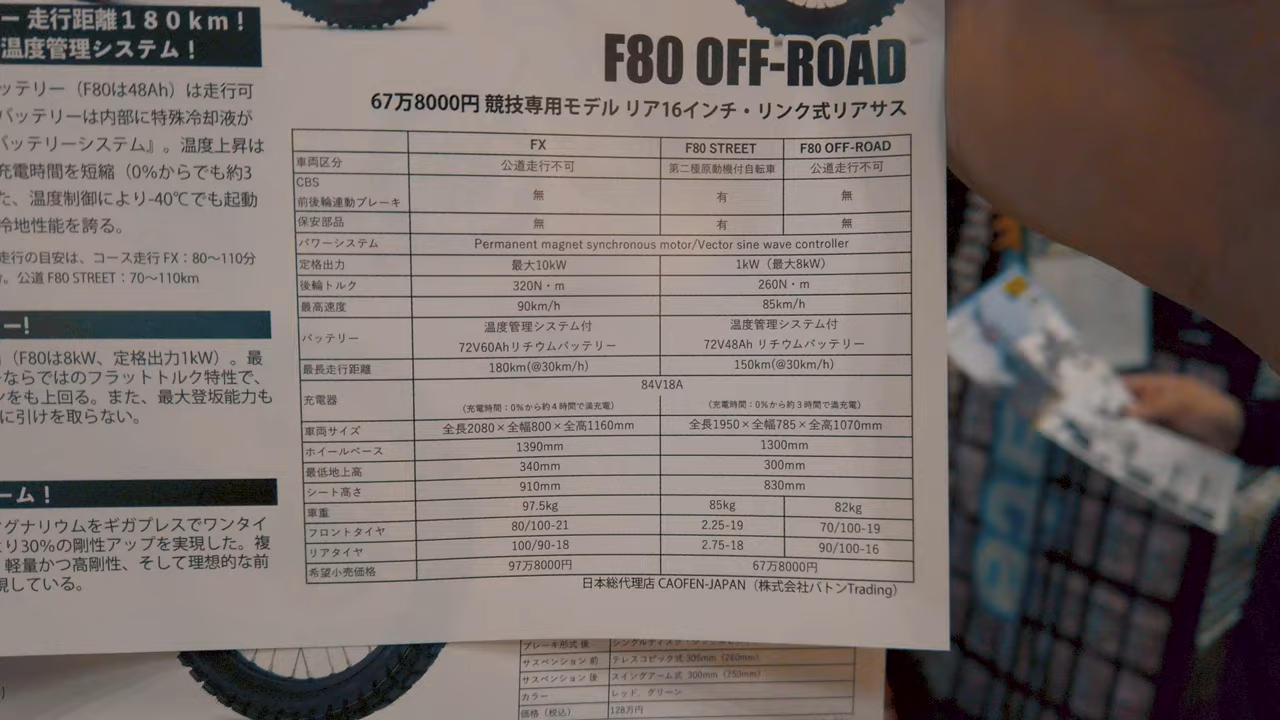 ー 走行距離180km!
温度管理システム!
ッテリー(F80は48Ah)は走行可
バッテリーは内部に特殊冷却液が
バッテリーシステム』。温度上昇は
充電時間を短縮(0%からでも約3
た、温度制御により-40℃でも起動
冷地性能を誇る。
走行の目安は、コース走行 FX:80〜110分
。公道 F80 STREET:70〜110km
ー!
(F80は8kW、定格出力1kW)。最
ーならではのフラットトルク特性で、
ンをも上回る。また、最大登坂能力も
に引けを取らない。
ーム!
グナリウムをギガプレスでワンタイ
より30%の剛性アップを実現した。複
軽量かつ高剛性、そして理想的な前
現している。
F80 OFF-ROAD
67万8000円 競技専用モデル リア16インチ・リンク式リアサス
FX F80 STREET F80 OFF-ROAD
車両区分 公道走行不可 第二種原動機付自転車 公道走行不可
CBS
前後輪連動ブレーキ 無 有 無
保安部品 無 有 無
パワーシステム Permanent magnet synchronous motor/Vector sine wave controller
定格出力 最大10kW 1kW(最大8kW)
後輪トルク 320N・m 260N・m
最高速度 90km/h 85km/h
バッテリー 温度管理システム付 温度管理システム付
72V60Ahリチウムバッテリー 72V48Ah リチウムバッテリー
最長走行距離 180km(@30km/h) 150km(@30km/h)
充電器 84V18A
(充電時間:0%から約4時間で満充電) (充電時間:0%から約3時間で満充電)
車両サイズ 全長2080×全幅800×全高1160mm 全長1950×全幅785×全高1070mm
ホイールベース 1390mm 1300mm
最低地上高 340mm 300mm
シート高さ 910mm 830mm
車重 97.5kg 85kg 82kg
フロントタイヤ 80/100-21 2.25-19 70/100-19
リアタイヤ 100/90-18 2.75-18 90/100-16
希望小売価格 97万8000円 67万8000円
日本総代理店 CAOFEN-JAPAN(株式会社バトンTrading)
ブレーキ形式 後
サスペンション 前 テレスコピック式 305mm (280mm)
サスペンション 後 スイングアーム式 300mm (250mm)
カラー レッド、グリーン
価格(税込) 128万円